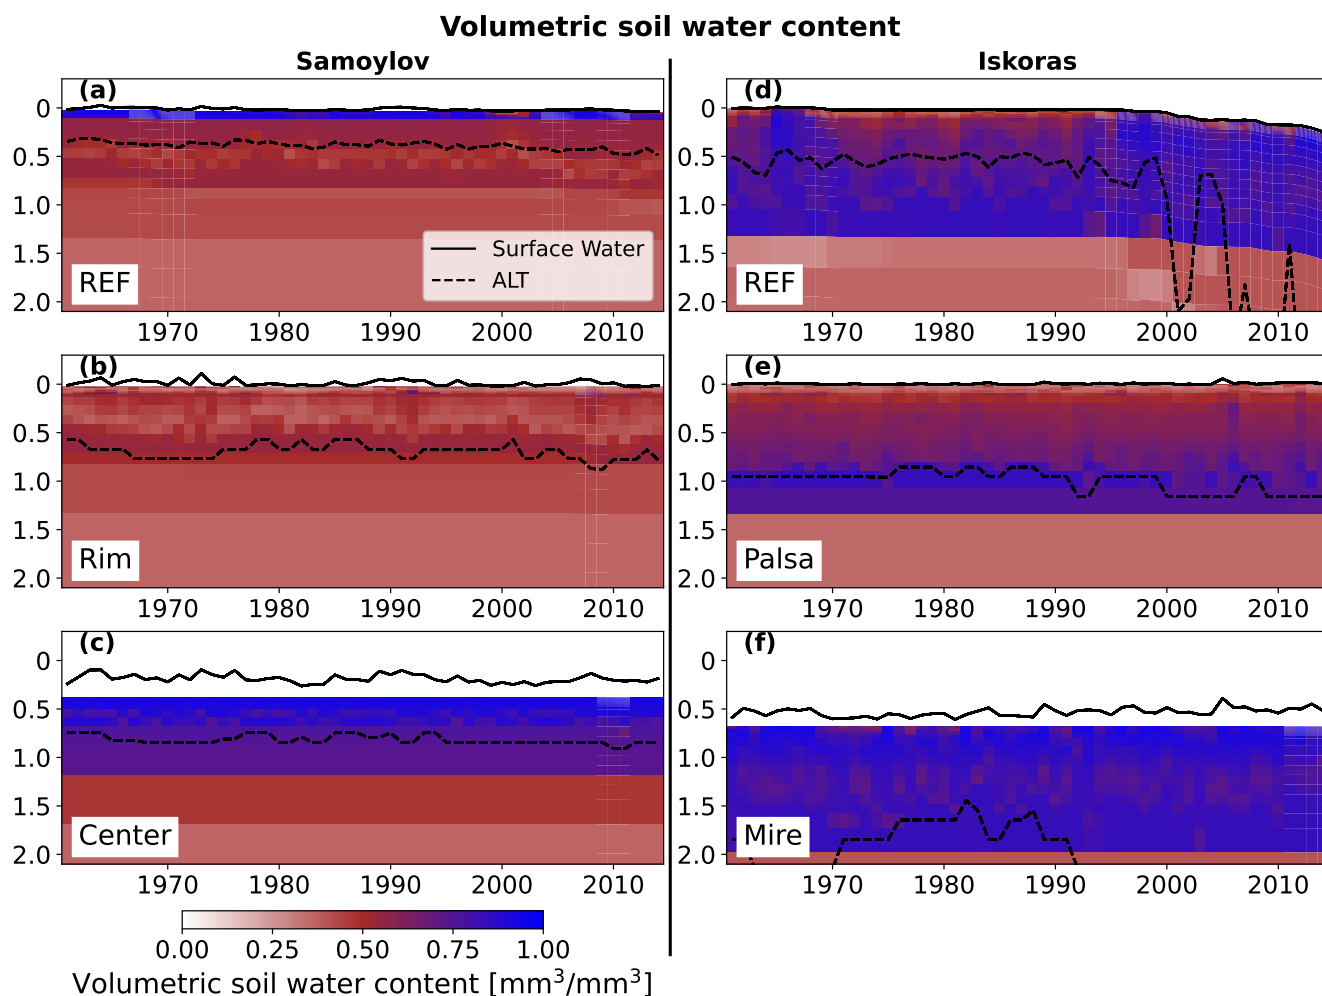 Volumetric soil water content
Samoylov
Iskoras
(a)
0
0.5
1.0
1.5
2.0
REF
Surface Water
ALT
1970 1980 1990 2000 2010
(d)
0
0.5
1.0
1.5
2.0
REF
1970 1980 1990 2000 2010
(b)
0
0.5
1.0
1.5
2.0
Rim
1970 1980 1990 2000 2010
(e)
0
0.5
1.0
1.5
2.0
Palsa
1970 1980 1990 2000 2010
(c)
0
0.5
1.0
1.5
2.0
Center
1970 1980 1990 2000 2010
(f)
0
0.5
1.0
1.5
2.0
Mire
1970 1980 1990 2000 2010
0.00 0.25 0.50 0.75 1.00
Volumetric soil water content [mm³/mm³]